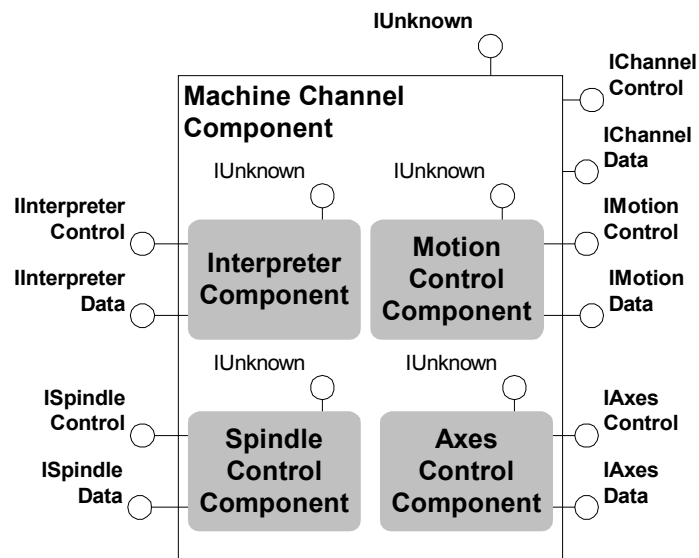 IUnknown
IChannel
Control
Machine Channel
Component
IChannel
Data
IUnknown
IUnknown
IInterpreter
Control
IMotion
Control
Interpreter
Component
Motion
Control
Component
IInterpreter
Data
IMotion
Data
IUnknown
IUnknown
ISpindle
Control
IAxes
Control
Spindle
Control
Component
Axes
Control
Component
ISpindle
Data
IAxes
Data